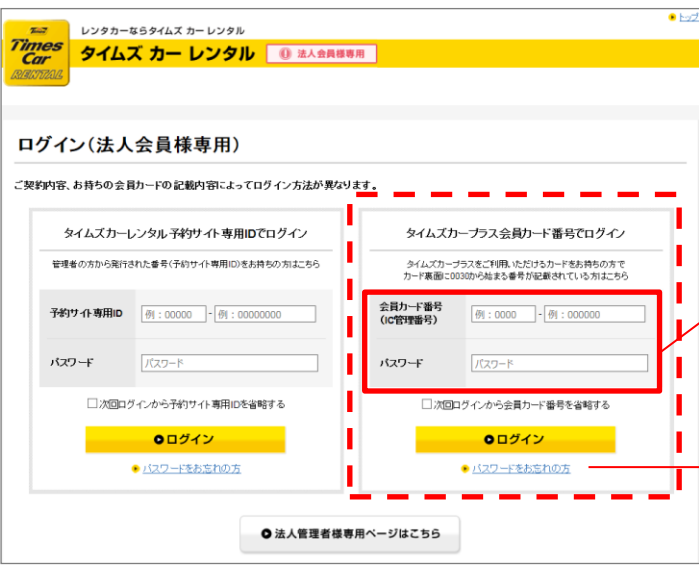 トップ
レンタカーならタイムズ カー レンタル
Times
Car
RENTAL
タイムズ カー レンタル
法人会員様専用
ログイン(法人会員様専用)
ご契約内容、お持ちの会員カードの記載内容によってログイン方法が異なります。
タイムズカーレンタル予約サイト専用IDでログイン
管理者の方から発行された番号(予約サイト専用ID)をお持ちの方はこちら
予約サイト専用ID
例：00000 - 例：00000000
パスワード
パスワード
次回ログインから予約サイト専用IDを省略する
ログイン
パスワードをお忘れの方
タイムズカープラス会員カード番号でログイン
タイムズカープラスをご利用いただけるカードをお持ちの方で
カード裏面に0030から始まる番号が記載されている方はこちら
会員カード番号
(IC管理番号)
例：0000 - 例：000000
パスワード
パスワード
次回ログインから会員カード番号を省略する
ログイン
パスワードをお忘れの方
法人管理者様専用ページはこちら